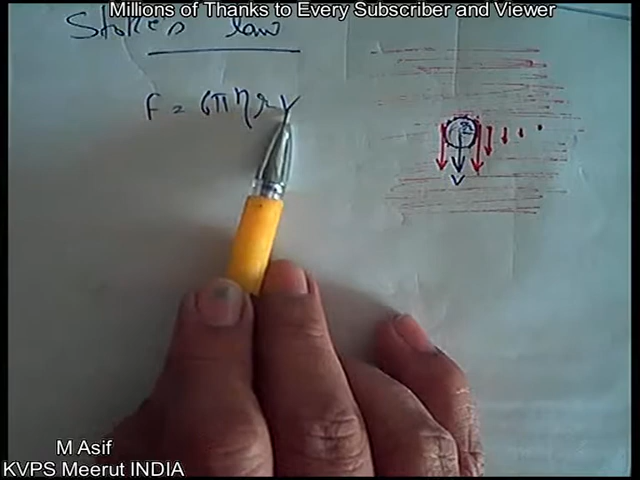 Millions of Thanks to Every Subscriber and Viewer
Stokes law
F = 6πηrv
r
v
M Asif
KVPS Meerut INDIA